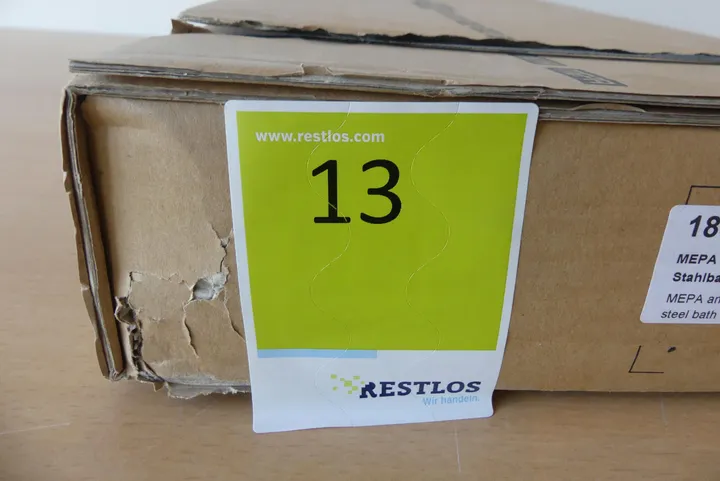 www.restlos.com
13
RESTLOS
Wir handeln.
18
MEPA
Stahlba
MEPA an
steel bath